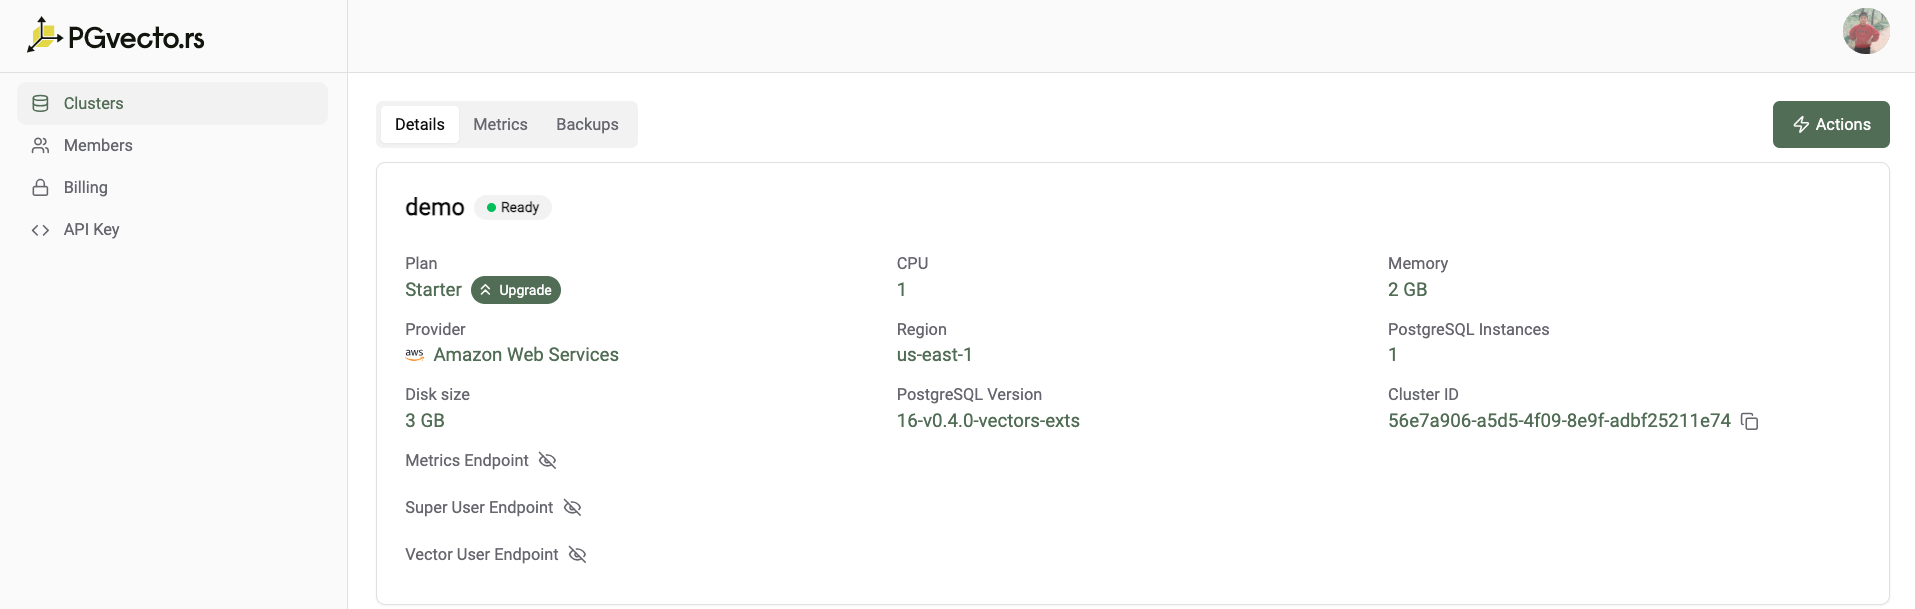 PGvecto.rs
Clusters
Members
Billing
API Key
Details Metrics Backups
Actions
demo Ready
Plan CPU Memory
Starter Upgrade 1 2 GB
Provider Region PostgreSQL Instances
aws Amazon Web Services us-east-1 1
Disk size PostgreSQL Version Cluster ID
3 GB 16-v0.4.0-vectors-exts 56e7a906-a5d5-4f09-8e9f-adbf25211e74
Metrics Endpoint
Super User Endpoint
Vector User Endpoint